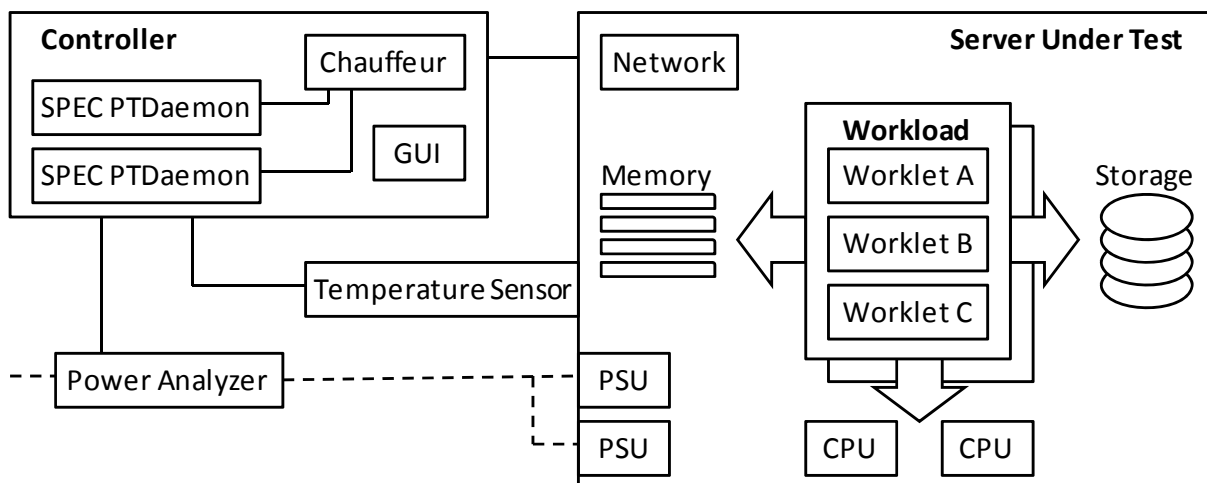 Controller
Chauffeur
SPEC PTDaemon
GUI
SPEC PTDaemon
Temperature Sensor
Power Analyzer
Server Under Test
Network
Workload
Memory
Worklet A
Storage
Worklet B
Worklet C
PSU
PSU
CPU
CPU